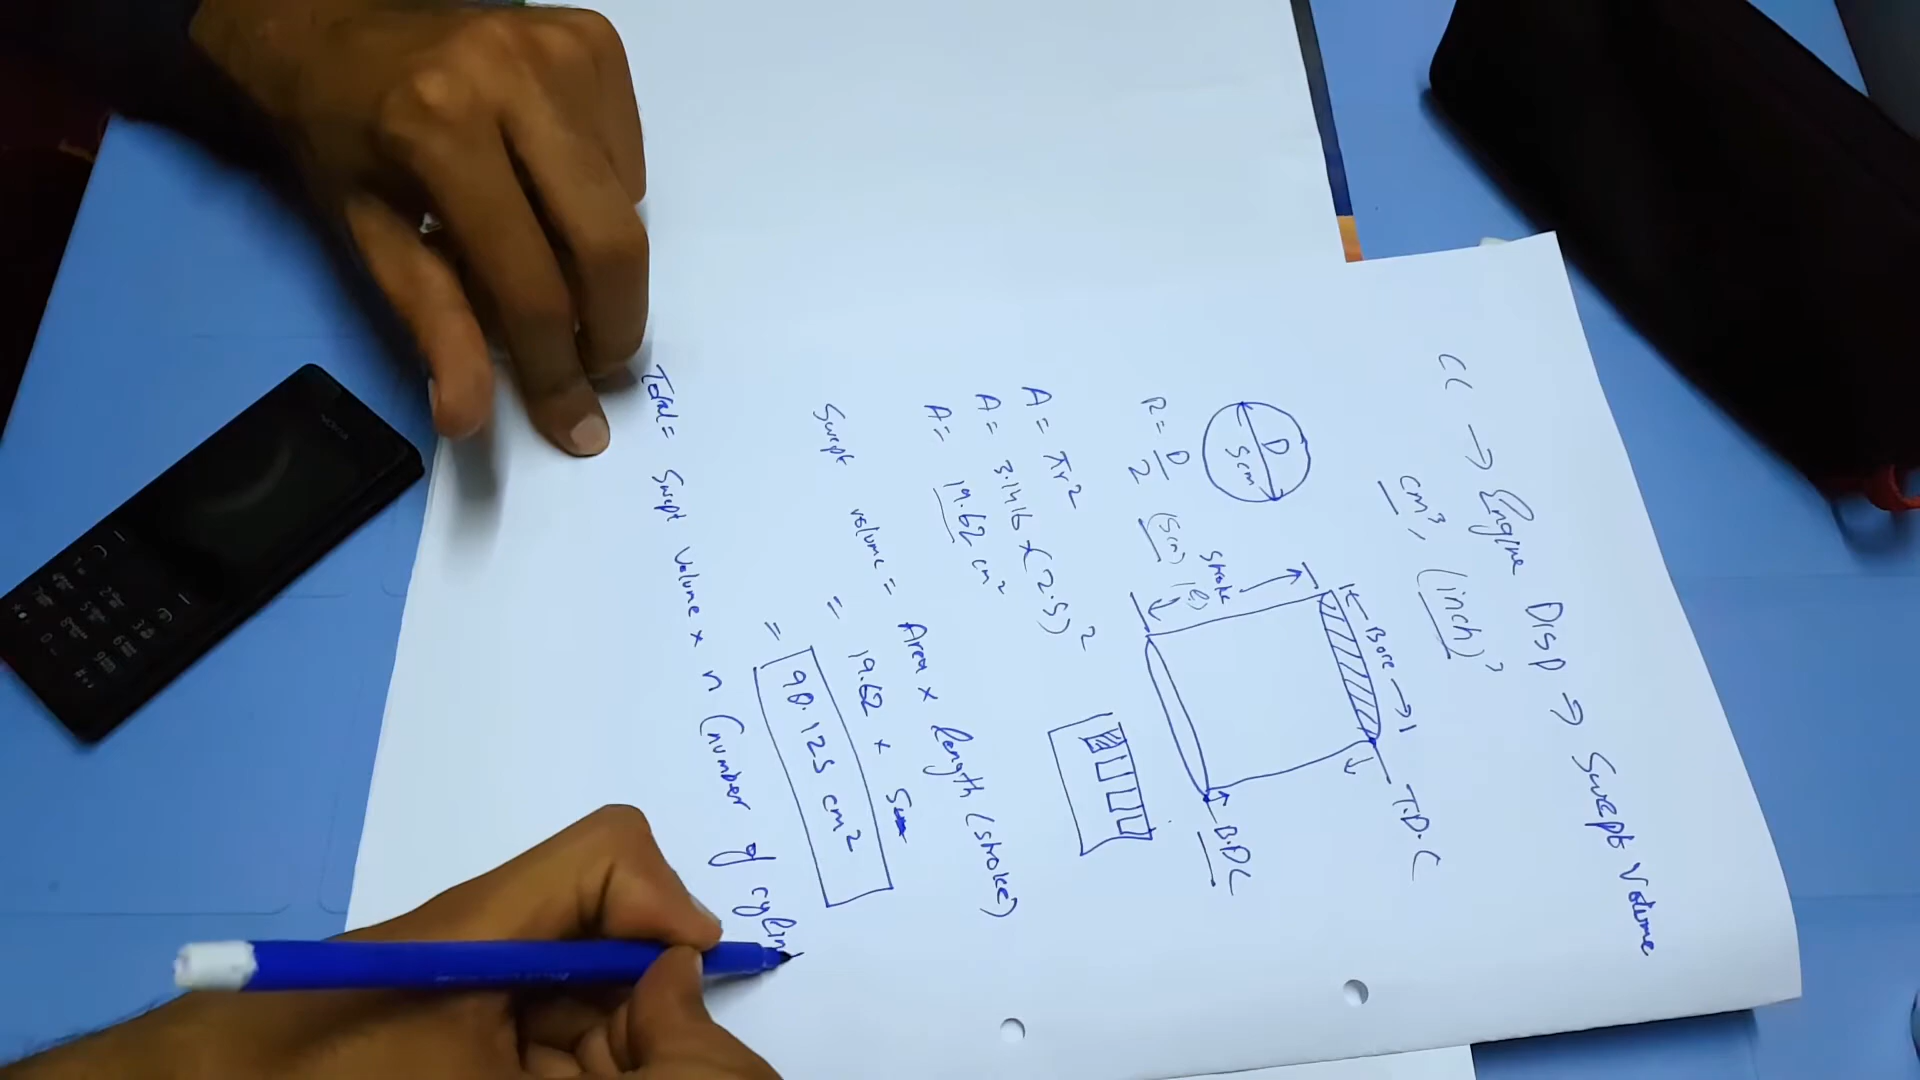 CC → Engine Disp → Swept Volume
cm³, (inch)³
D
5cm
Bore
T.D.C
Stroke
(5cm) (l)
B.D.C
R = D/2
A = πr²
A = 3.1416 × (2.5)²
A = 19.62 cm²
Swept volume = Area × length (stroke)
= 19.62 × 5
= 98.125 cm²
Total = Swept Volume × n (number of cylin
NOKIA